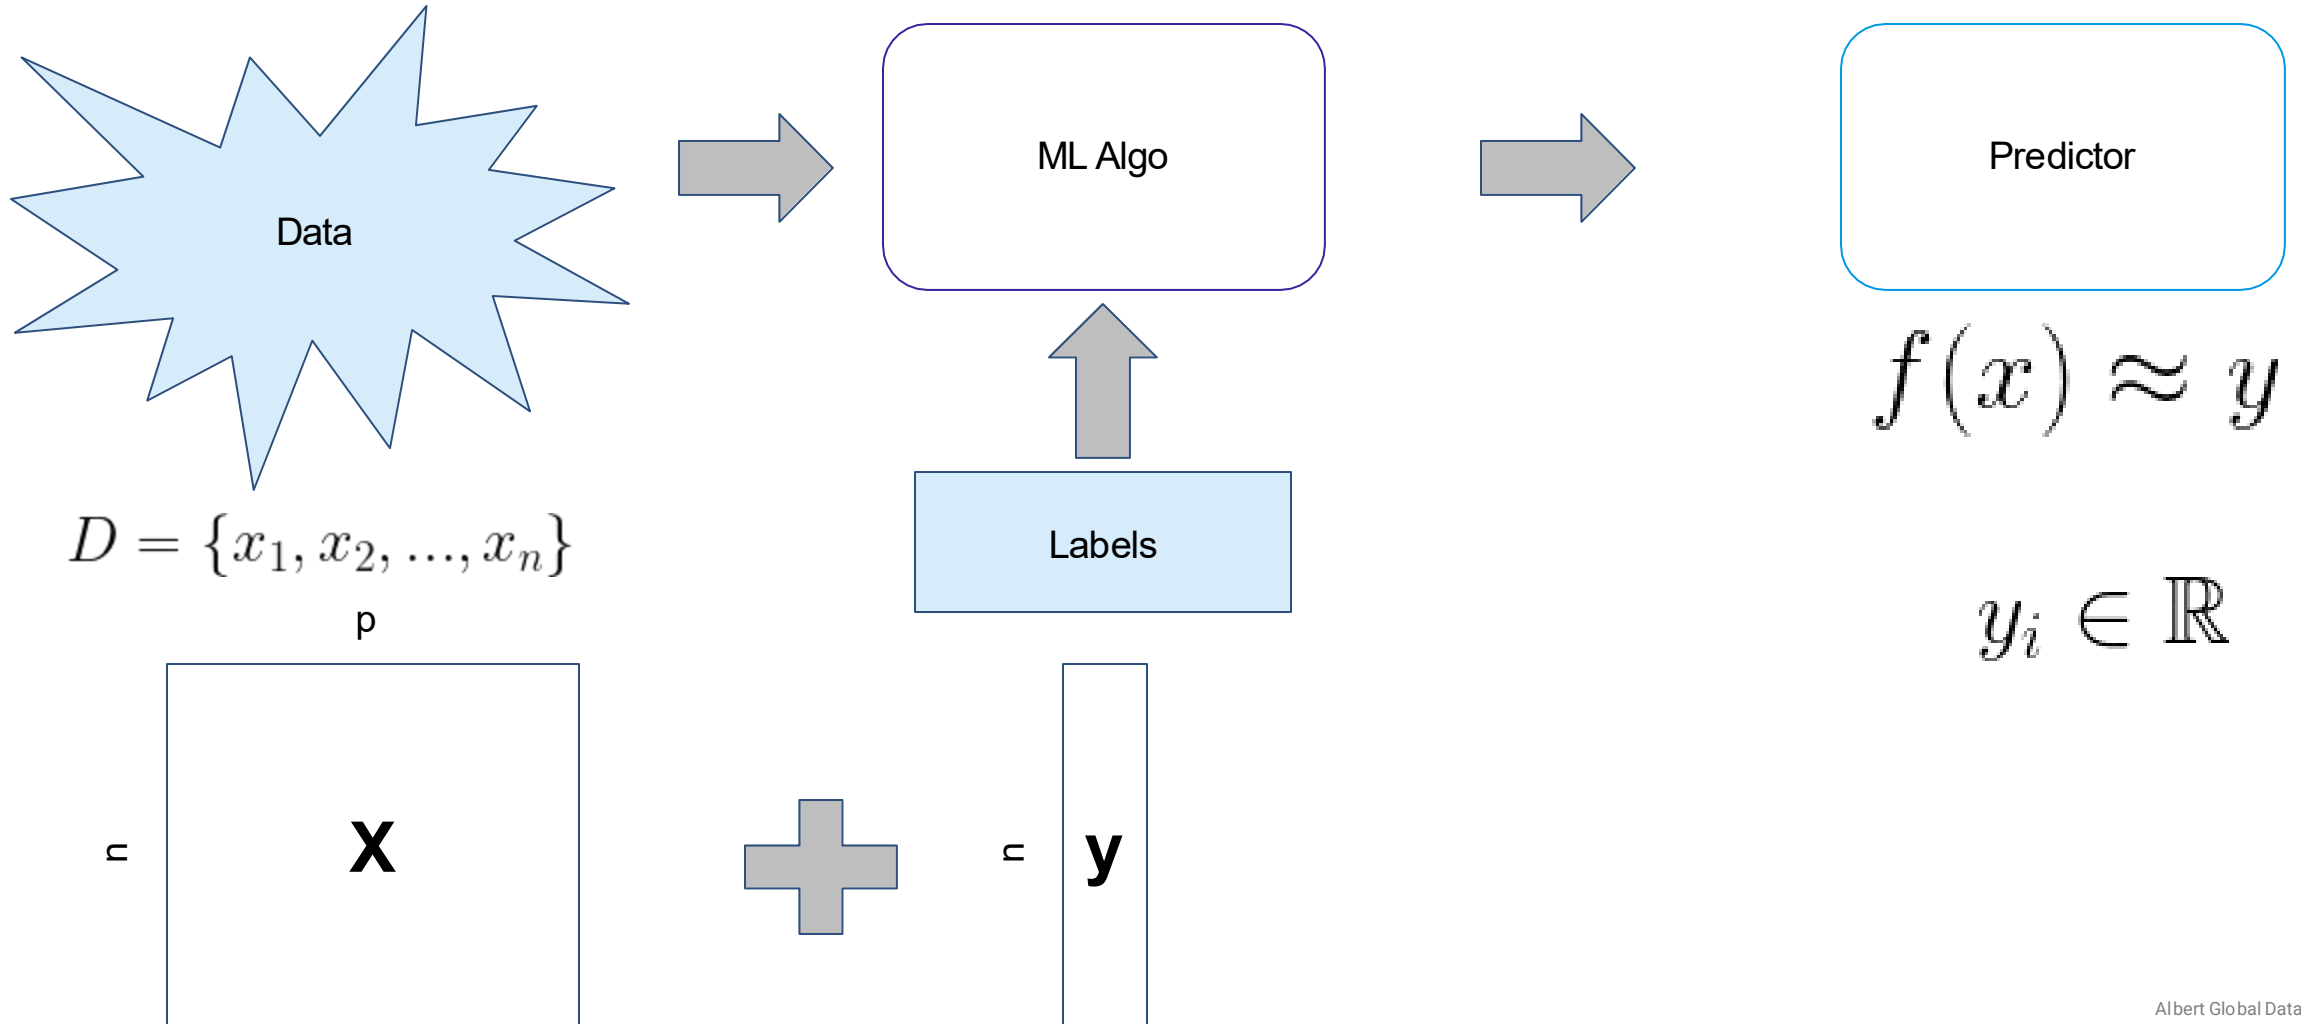 Data
ML Algo
Predictor
f(x) ≈ y
Labels
D = {x₁, x₂, ..., xₙ}
yᵢ ∈ ℝ
p
n
X
n
y
Albert Global Data